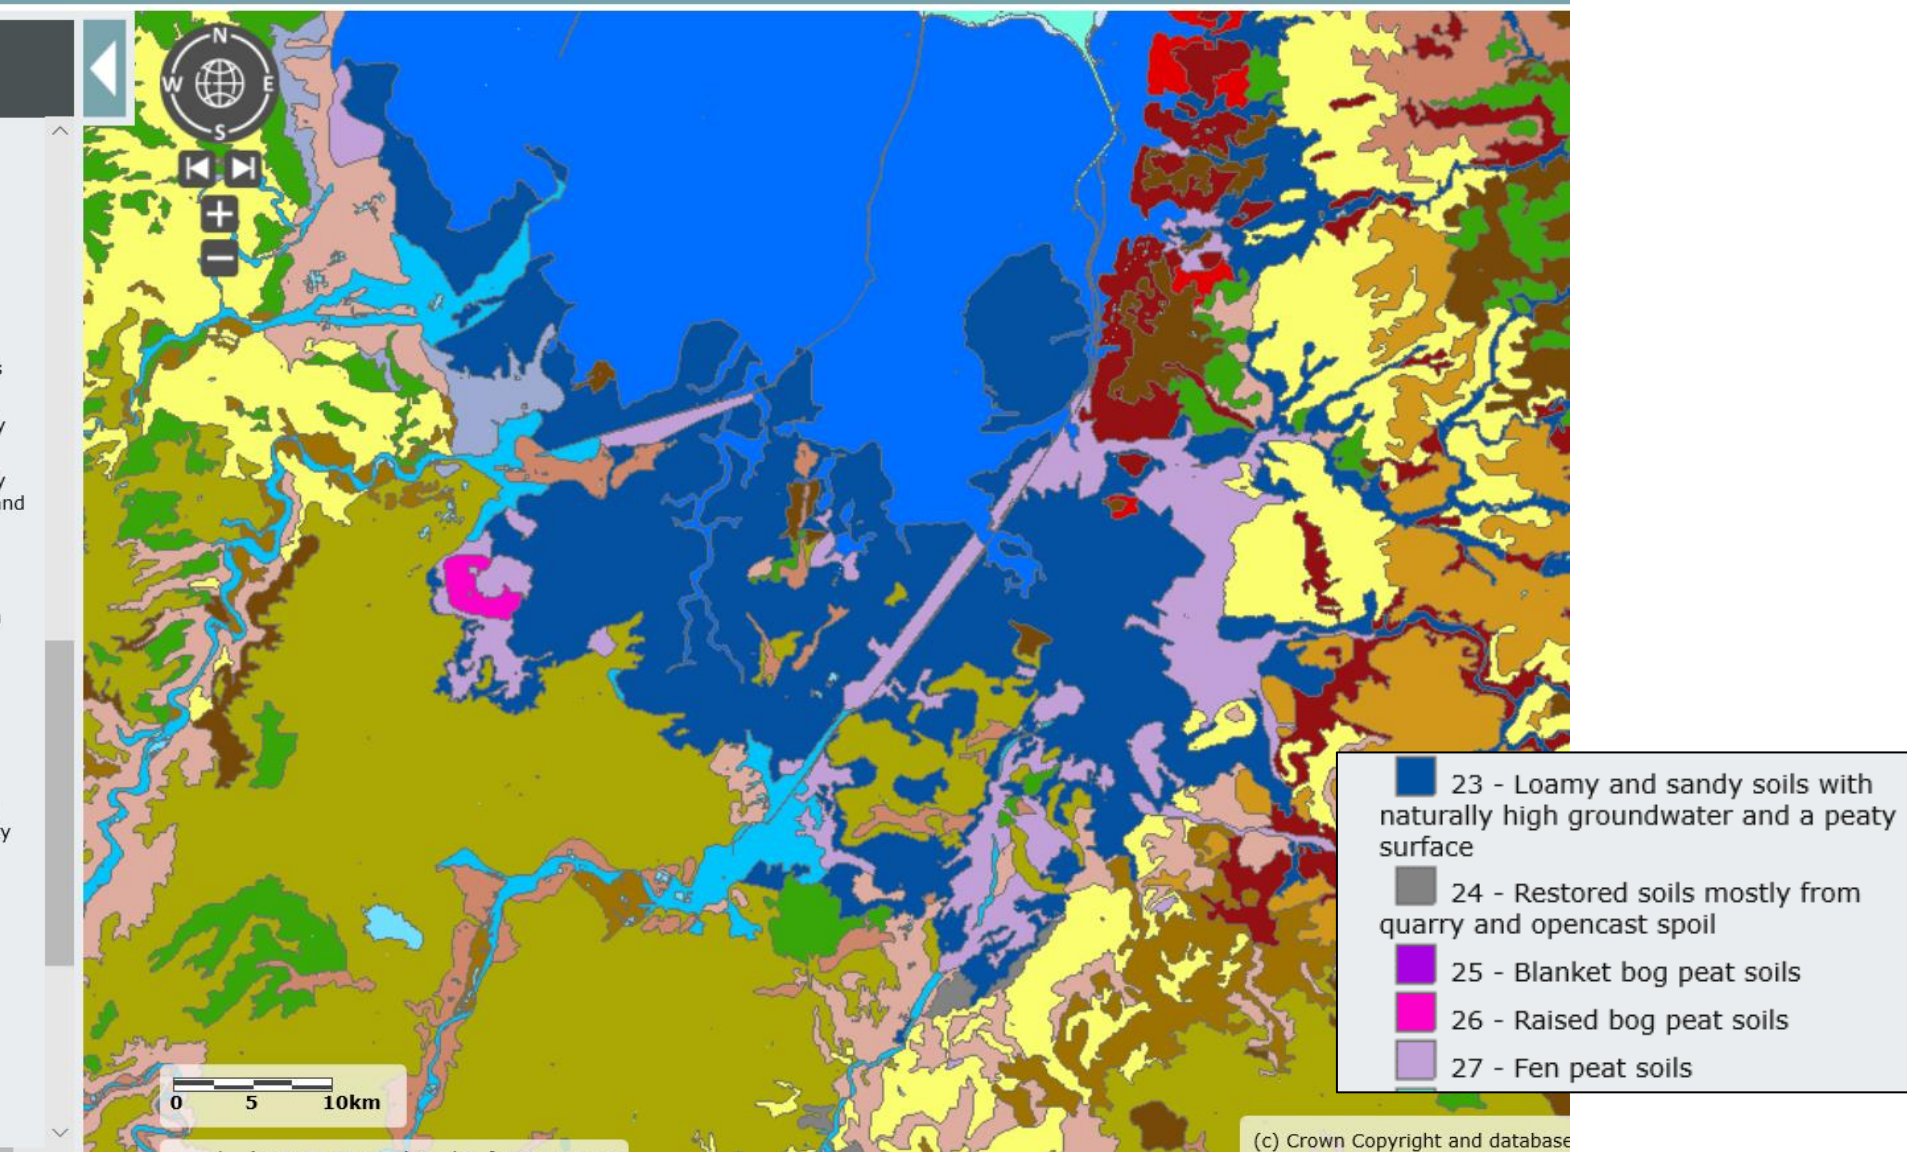 N
W E
S
s
y
y
and
y
0 5 10km
(c) Crown Copyright and database
23 - Loamy and sandy soils with
naturally high groundwater and a peaty
surface
24 - Restored soils mostly from
quarry and opencast spoil
25 - Blanket bog peat soils
26 - Raised bog peat soils
27 - Fen peat soils